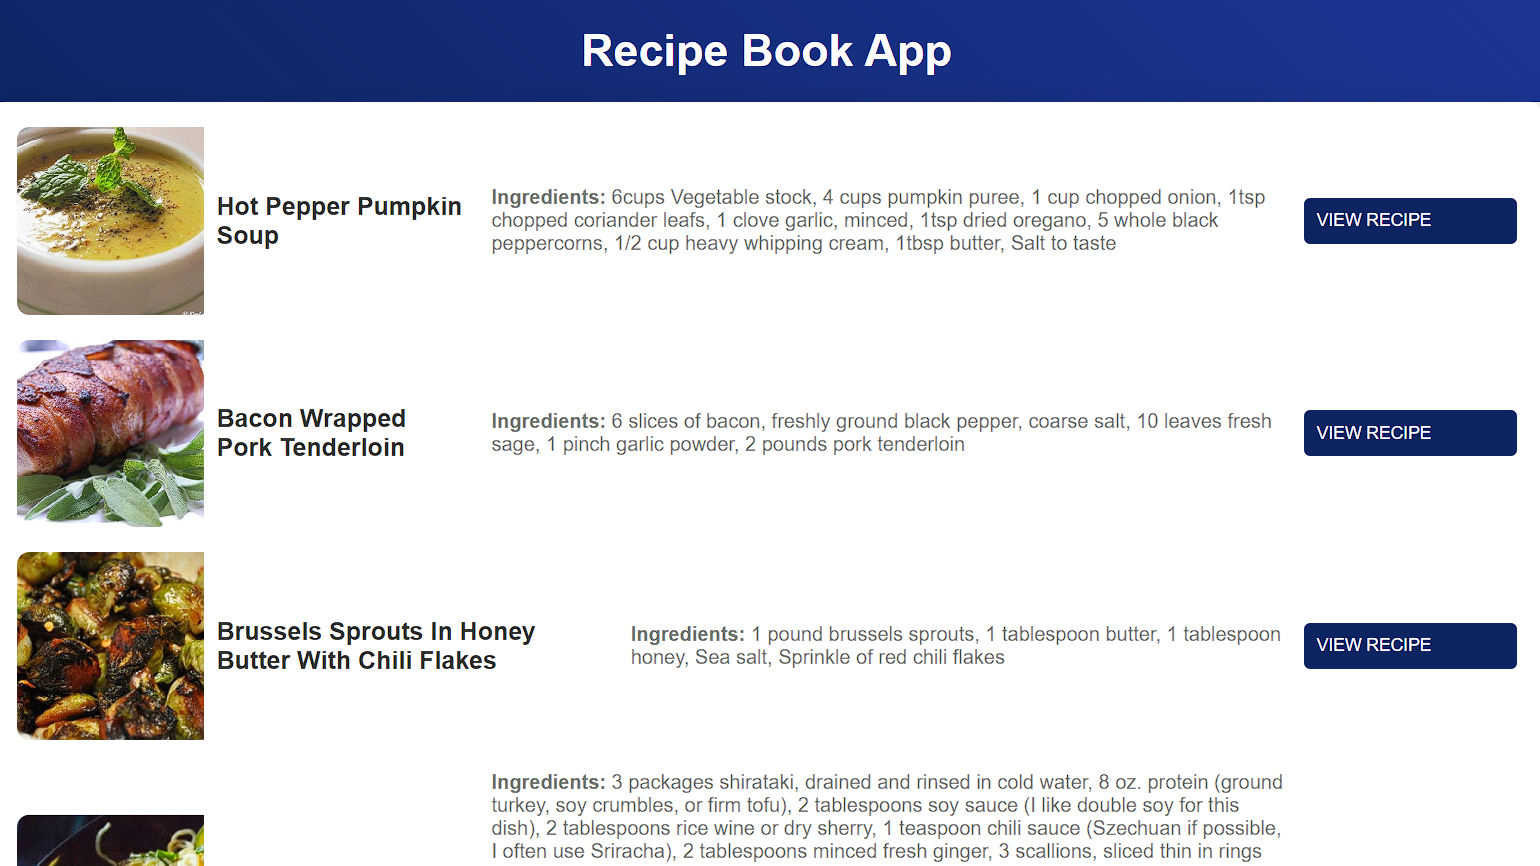 Recipe Book App
Hot Pepper Pumpkin
Soup
Ingredients: 6cups Vegetable stock, 4 cups pumpkin puree, 1 cup chopped onion, 1tsp
chopped coriander leafs, 1 clove garlic, minced, 1tsp dried oregano, 5 whole black
peppercorns, 1/2 cup heavy whipping cream, 1tbsp butter, Salt to taste
VIEW RECIPE
Bacon Wrapped
Pork Tenderloin
Ingredients: 6 slices of bacon, freshly ground black pepper, coarse salt, 10 leaves fresh
sage, 1 pinch garlic powder, 2 pounds pork tenderloin
VIEW RECIPE
Brussels Sprouts In Honey
Butter With Chili Flakes
Ingredients: 1 pound brussels sprouts, 1 tablespoon butter, 1 tablespoon
honey, Sea salt, Sprinkle of red chili flakes
VIEW RECIPE
Ingredients: 3 packages shirataki, drained and rinsed in cold water, 8 oz. protein (ground
turkey, soy crumbles, or firm tofu), 2 tablespoons soy sauce (I like double soy for this
dish), 2 tablespoons rice wine or dry sherry, 1 teaspoon chili sauce (Szechuan if possible,
I often use Sriracha), 2 tablespoons minced fresh ginger, 3 scallions, sliced thin in rings